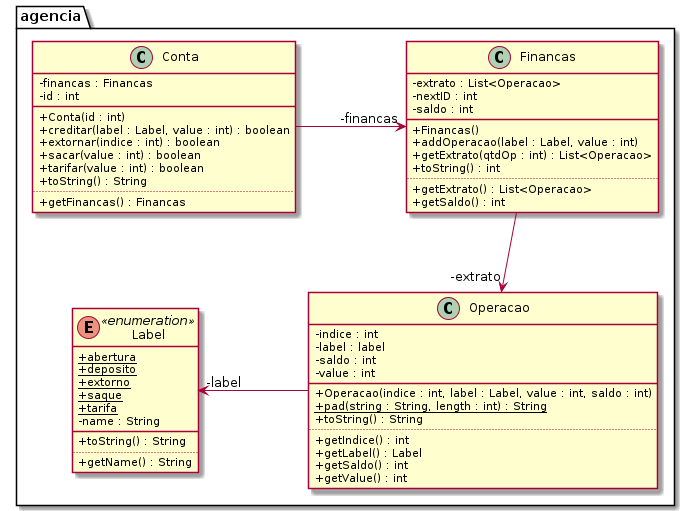 agencia
C Conta
-financas : Financas
-id : int
+Conta(id : int)
+creditar(label : Label, value : int) : boolean
+extornar(indice : int) : boolean
+sacar(value : int) : boolean
+tarifar(value : int) : boolean
+toString() : String
+getFinancas() : Financas
-financas
C Financas
-extrato : List<Operacao>
-nextID : int
-saldo : int
+Financas()
+addOperacao(label : Label, value : int)
+getExtrato(qtdOp : int) : List<Operacao>
+toString() : int
+getExtrato() : List<Operacao>
+getSaldo() : int
-extrato
E «enumeration»
Label
+abertura
+deposito
+extorno
+saque
+tarifa
-name : String
+toString() : String
+getName() : String
-label
C Operacao
-indice : int
-label : label
-saldo : int
-value : int
+Operacao(indice : int, label : Label, value : int, saldo : int)
+pad(string : String, length : int) : String
+toString() : String
+getIndice() : int
+getLabel() : Label
+getSaldo() : int
+getValue() : int